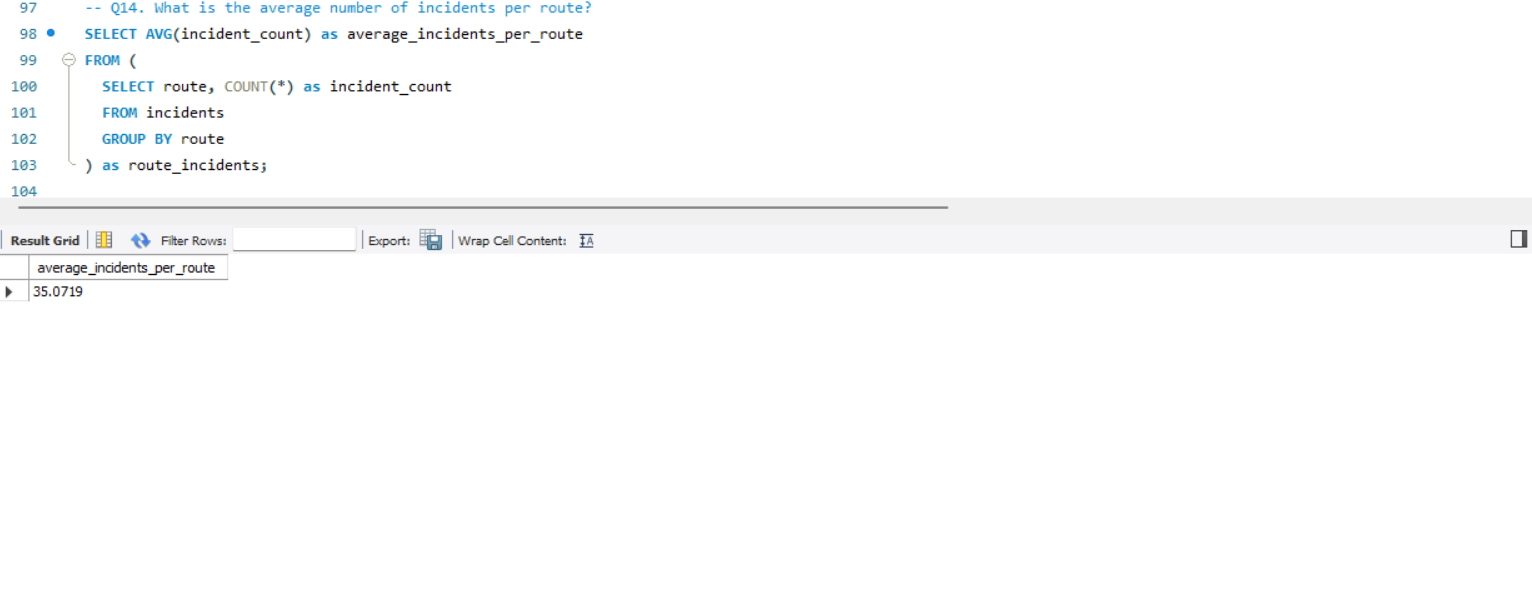 97 -- Q14. What is the average number of incidents per route?
98 SELECT AVG(incident_count) as average_incidents_per_route
99 FROM (
100 SELECT route, COUNT(*) as incident_count
101 FROM incidents
102 GROUP BY route
103 ) as route_incidents;
104
Result Grid Filter Rows: Export: Wrap Cell Content: IA
average_incidents_per_route
35.0719